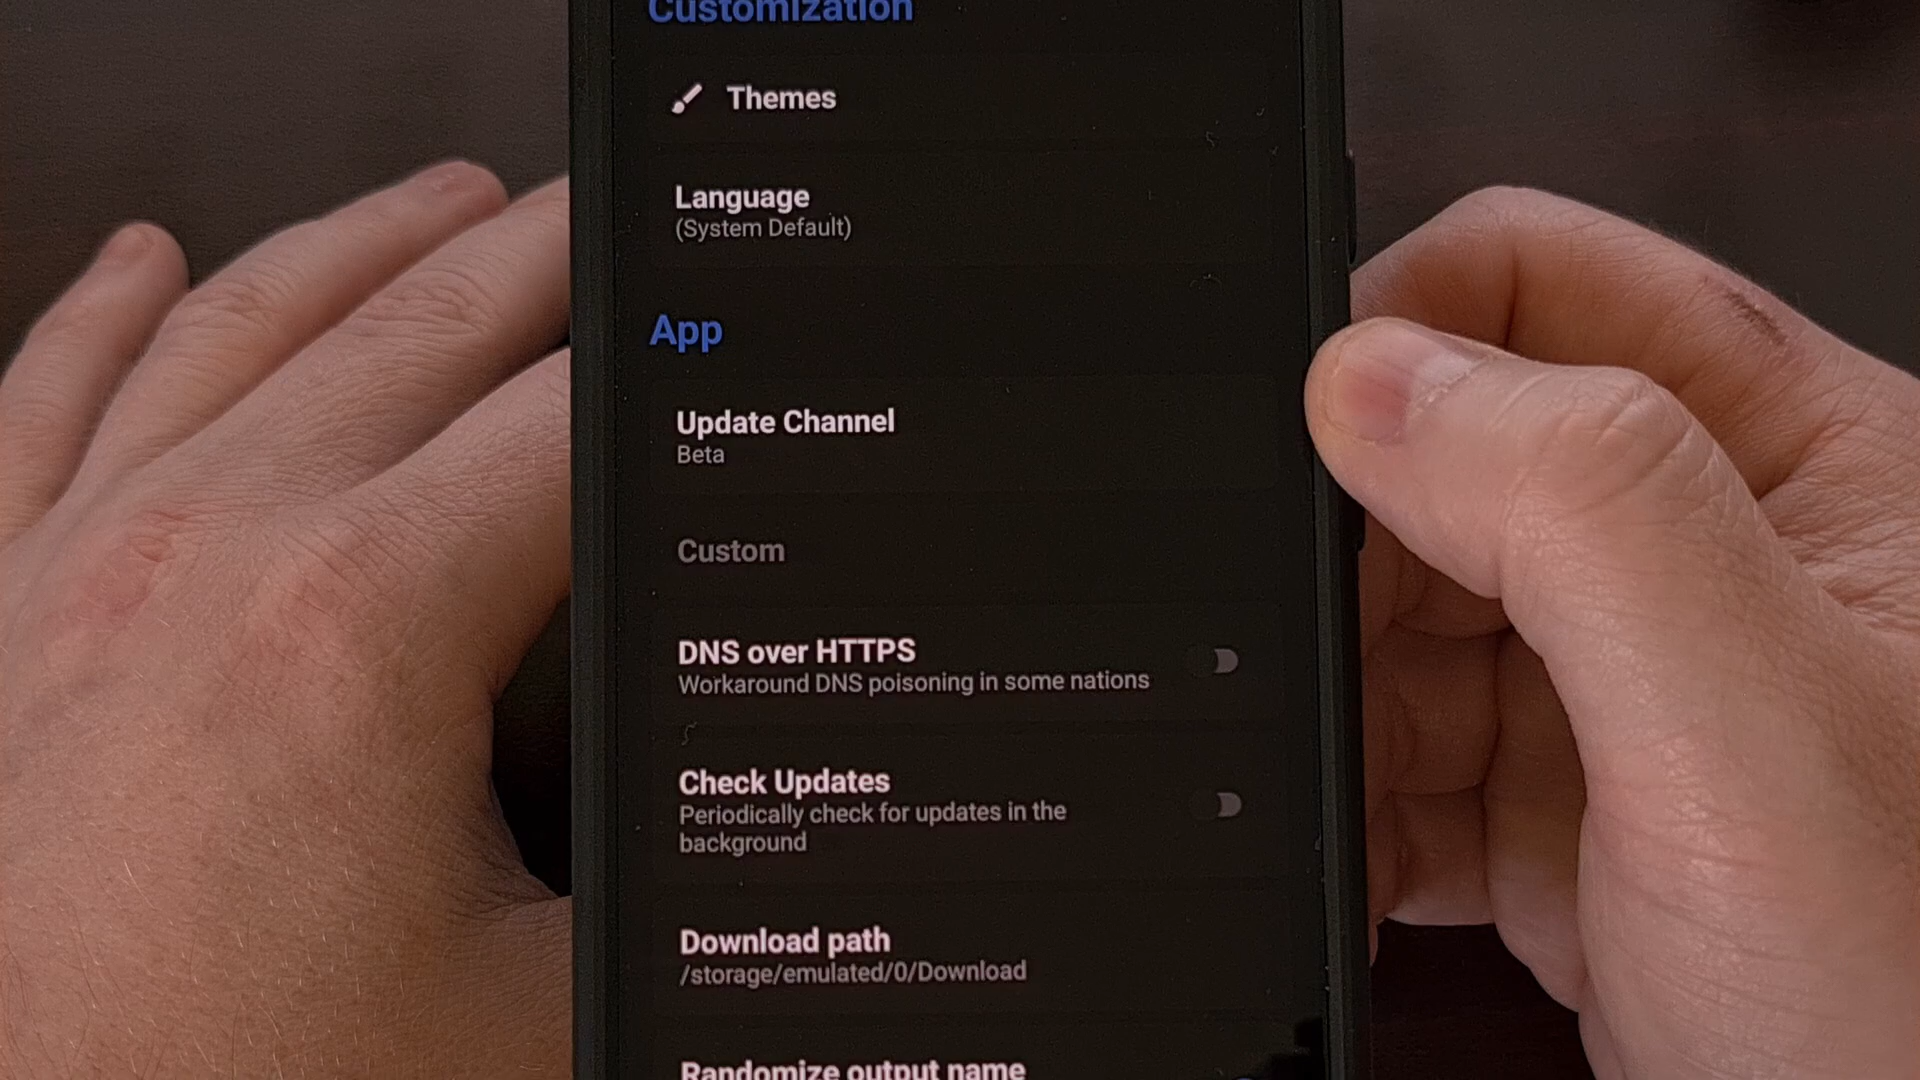 Customization
Themes
Language
(System Default)
App
Update Channel
Beta
Custom
DNS over HTTPS
Workaround DNS poisoning in some nations
Check Updates
Periodically check for updates in the
background
Download path
/storage/emulated/0/Download
Randomize output name